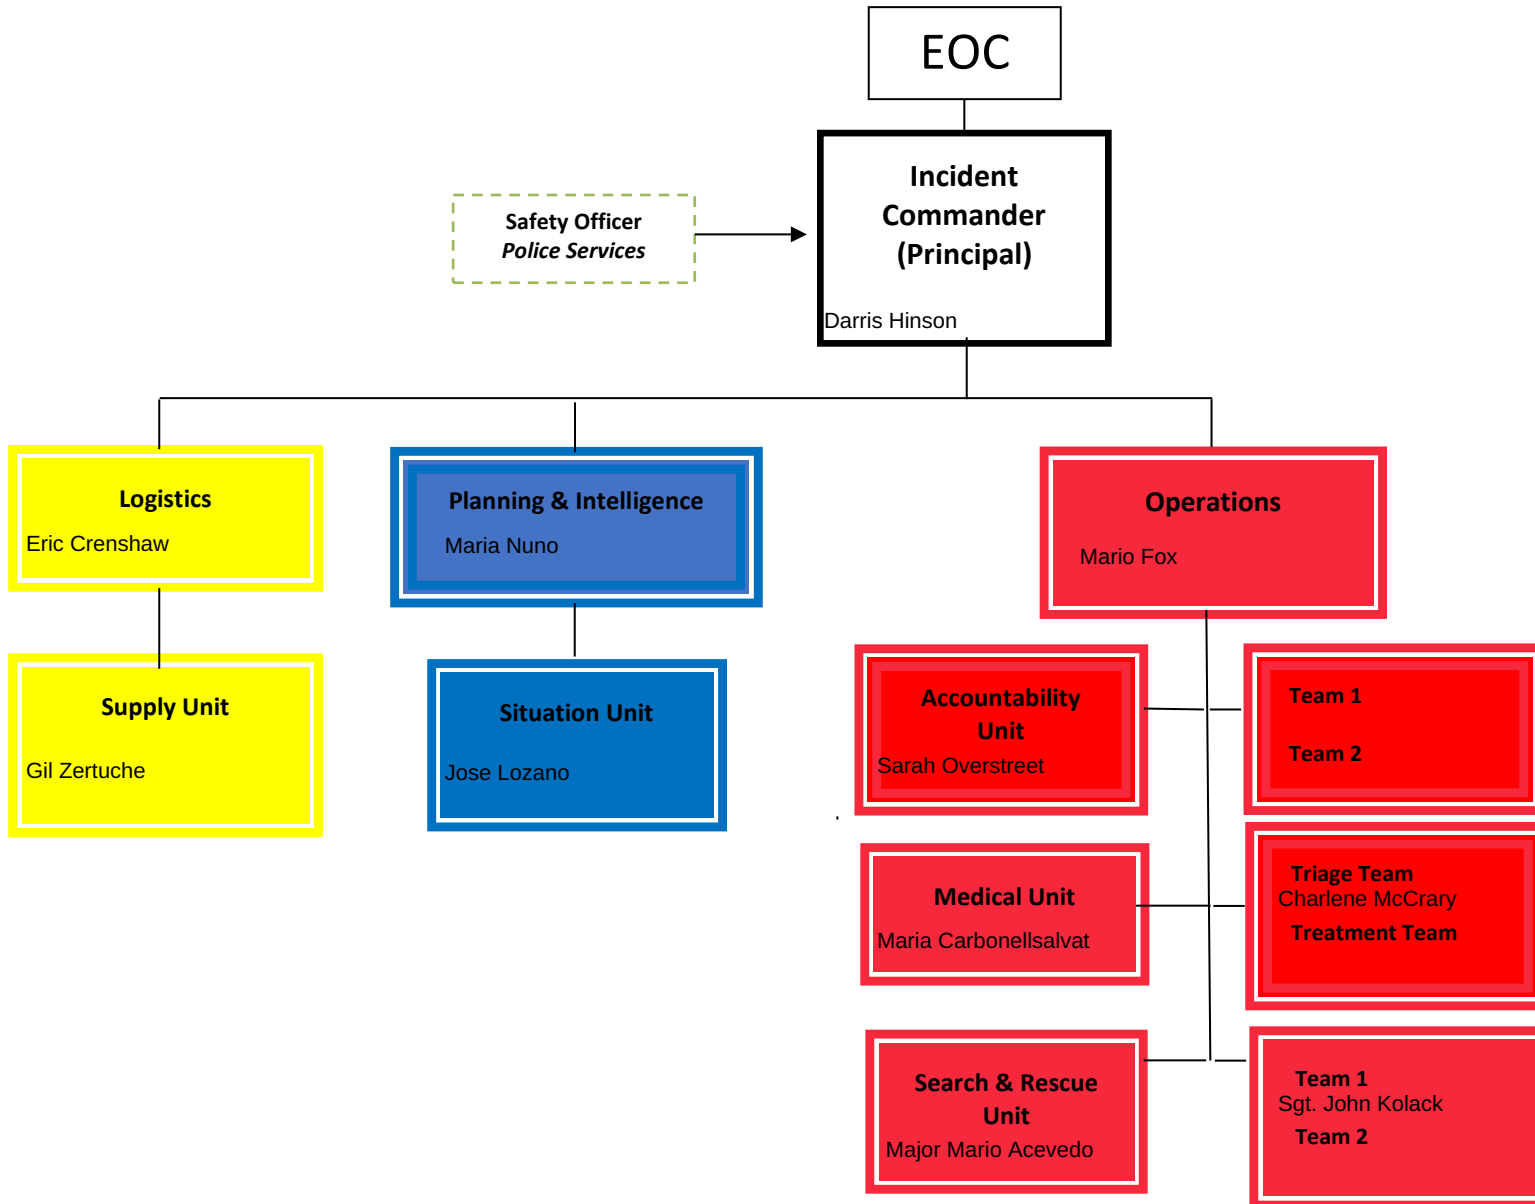 EOC
Incident
Commander
(Principal)
Darris Hinson
Safety Officer
Police Services
Logistics
Eric Crenshaw
Planning & Intelligence
Maria Nuno
Operations
Mario Fox
Supply Unit
Gil Zertuche
Situation Unit
Jose Lozano
Accountability
Unit
Sarah Overstreet
Team 1
Team 2
Medical Unit
Maria Carbonellsalvat
Triage Team
Charlene McCrary
Treatment Team
Search & Rescue
Unit
Major Mario Acevedo
Team 1
Sgt. John Kolack
Team 2